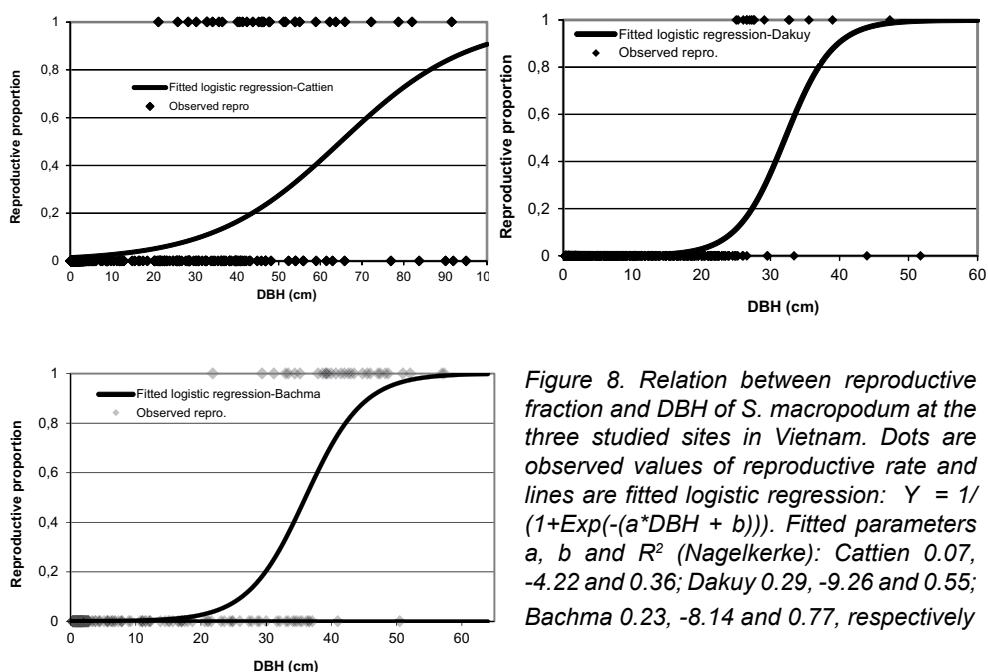 1
0,8
0,6
0,4
0,2
0
Reproductive proportion
Fitted logistic regression-Cattien
Observed repro
0 10 20 30 40 50 60 70 80 90 10
DBH (cm)
1
0,8
0,6
0,4
0,2
0
Reproductive proportion
Fitted logistic regression-Dakuy
Observed repro.
0 10 20 30 40 50 60
DBH (cm)
1
0,8
0,6
0,4
0,2
0
Reproductive proportion
Fitted logistic regression-Bachma
Observed repro.
0 10 20 30 40 50 60
DBH (cm)
Figure 8. Relation between reproductive
fraction and DBH of S. macropodum at the
three studied sites in Vietnam. Dots are
observed values of reproductive rate and
lines are fitted logistic regression: Y = 1/
(1+Exp(-(a*DBH + b))). Fitted parameters
a, b and R² (Nagelkerke): Cattien 0.07,
-4.22 and 0.36; Dakuy 0.29, -9.26 and 0.55;
Bachma 0.23, -8.14 and 0.77, respectively